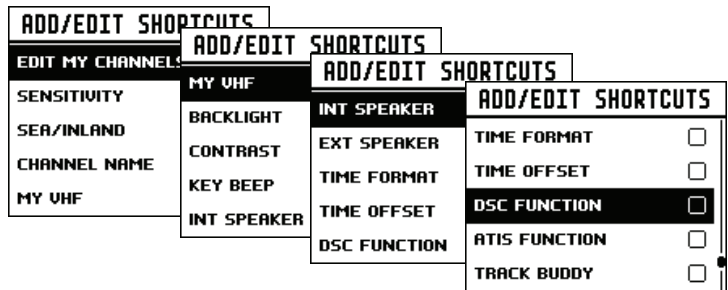 ADD/EDIT SHORTCUTS
EDIT MY CHANNELS
SENSITIVITY
SEA/INLAND
CHANNEL NAME
MY VHF
ADD/EDIT SHORTCUTS
MY VHF
BACKLIGHT
CONTRAST
KEY BEEP
INT SPEAKER
ADD/EDIT SHORTCUTS
INT SPEAKER
EXT SPEAKER
TIME FORMAT
TIME OFFSET
DSC FUNCTION
ADD/EDIT SHORTCUTS
TIME FORMAT
TIME OFFSET
DSC FUNCTION
ATIS FUNCTION
TRACK BUDDY